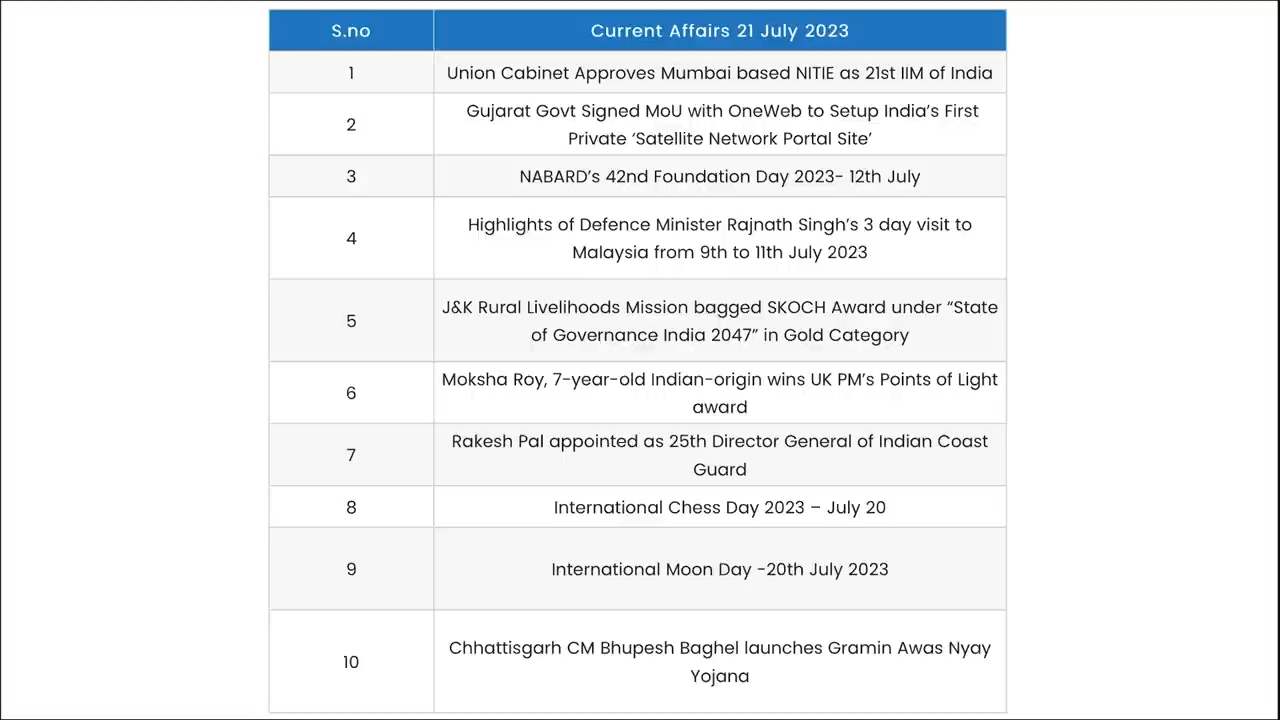 S.no Current Affairs 21 July 2023
1 Union Cabinet Approves Mumbai based NITIE as 21st IIM of India
2 Gujarat Govt Signed MoU with OneWeb to Setup India’s First
Private ‘Satellite Network Portal Site’
3 NABARD’s 42nd Foundation Day 2023- 12th July
4 Highlights of Defence Minister Rajnath Singh’s 3 day visit to
Malaysia from 9th to 11th July 2023
5 J&K Rural Livelihoods Mission bagged SKOCH Award under “State
of Governance India 2047” in Gold Category
6 Moksha Roy, 7-year-old Indian-origin wins UK PM’s Points of Light
award
7 Rakesh Pal appointed as 25th Director General of Indian Coast
Guard
8 International Chess Day 2023 – July 20
9 International Moon Day -20th July 2023
10 Chhattisgarh CM Bhupesh Baghel launches Gramin Awas Nyay
Yojana